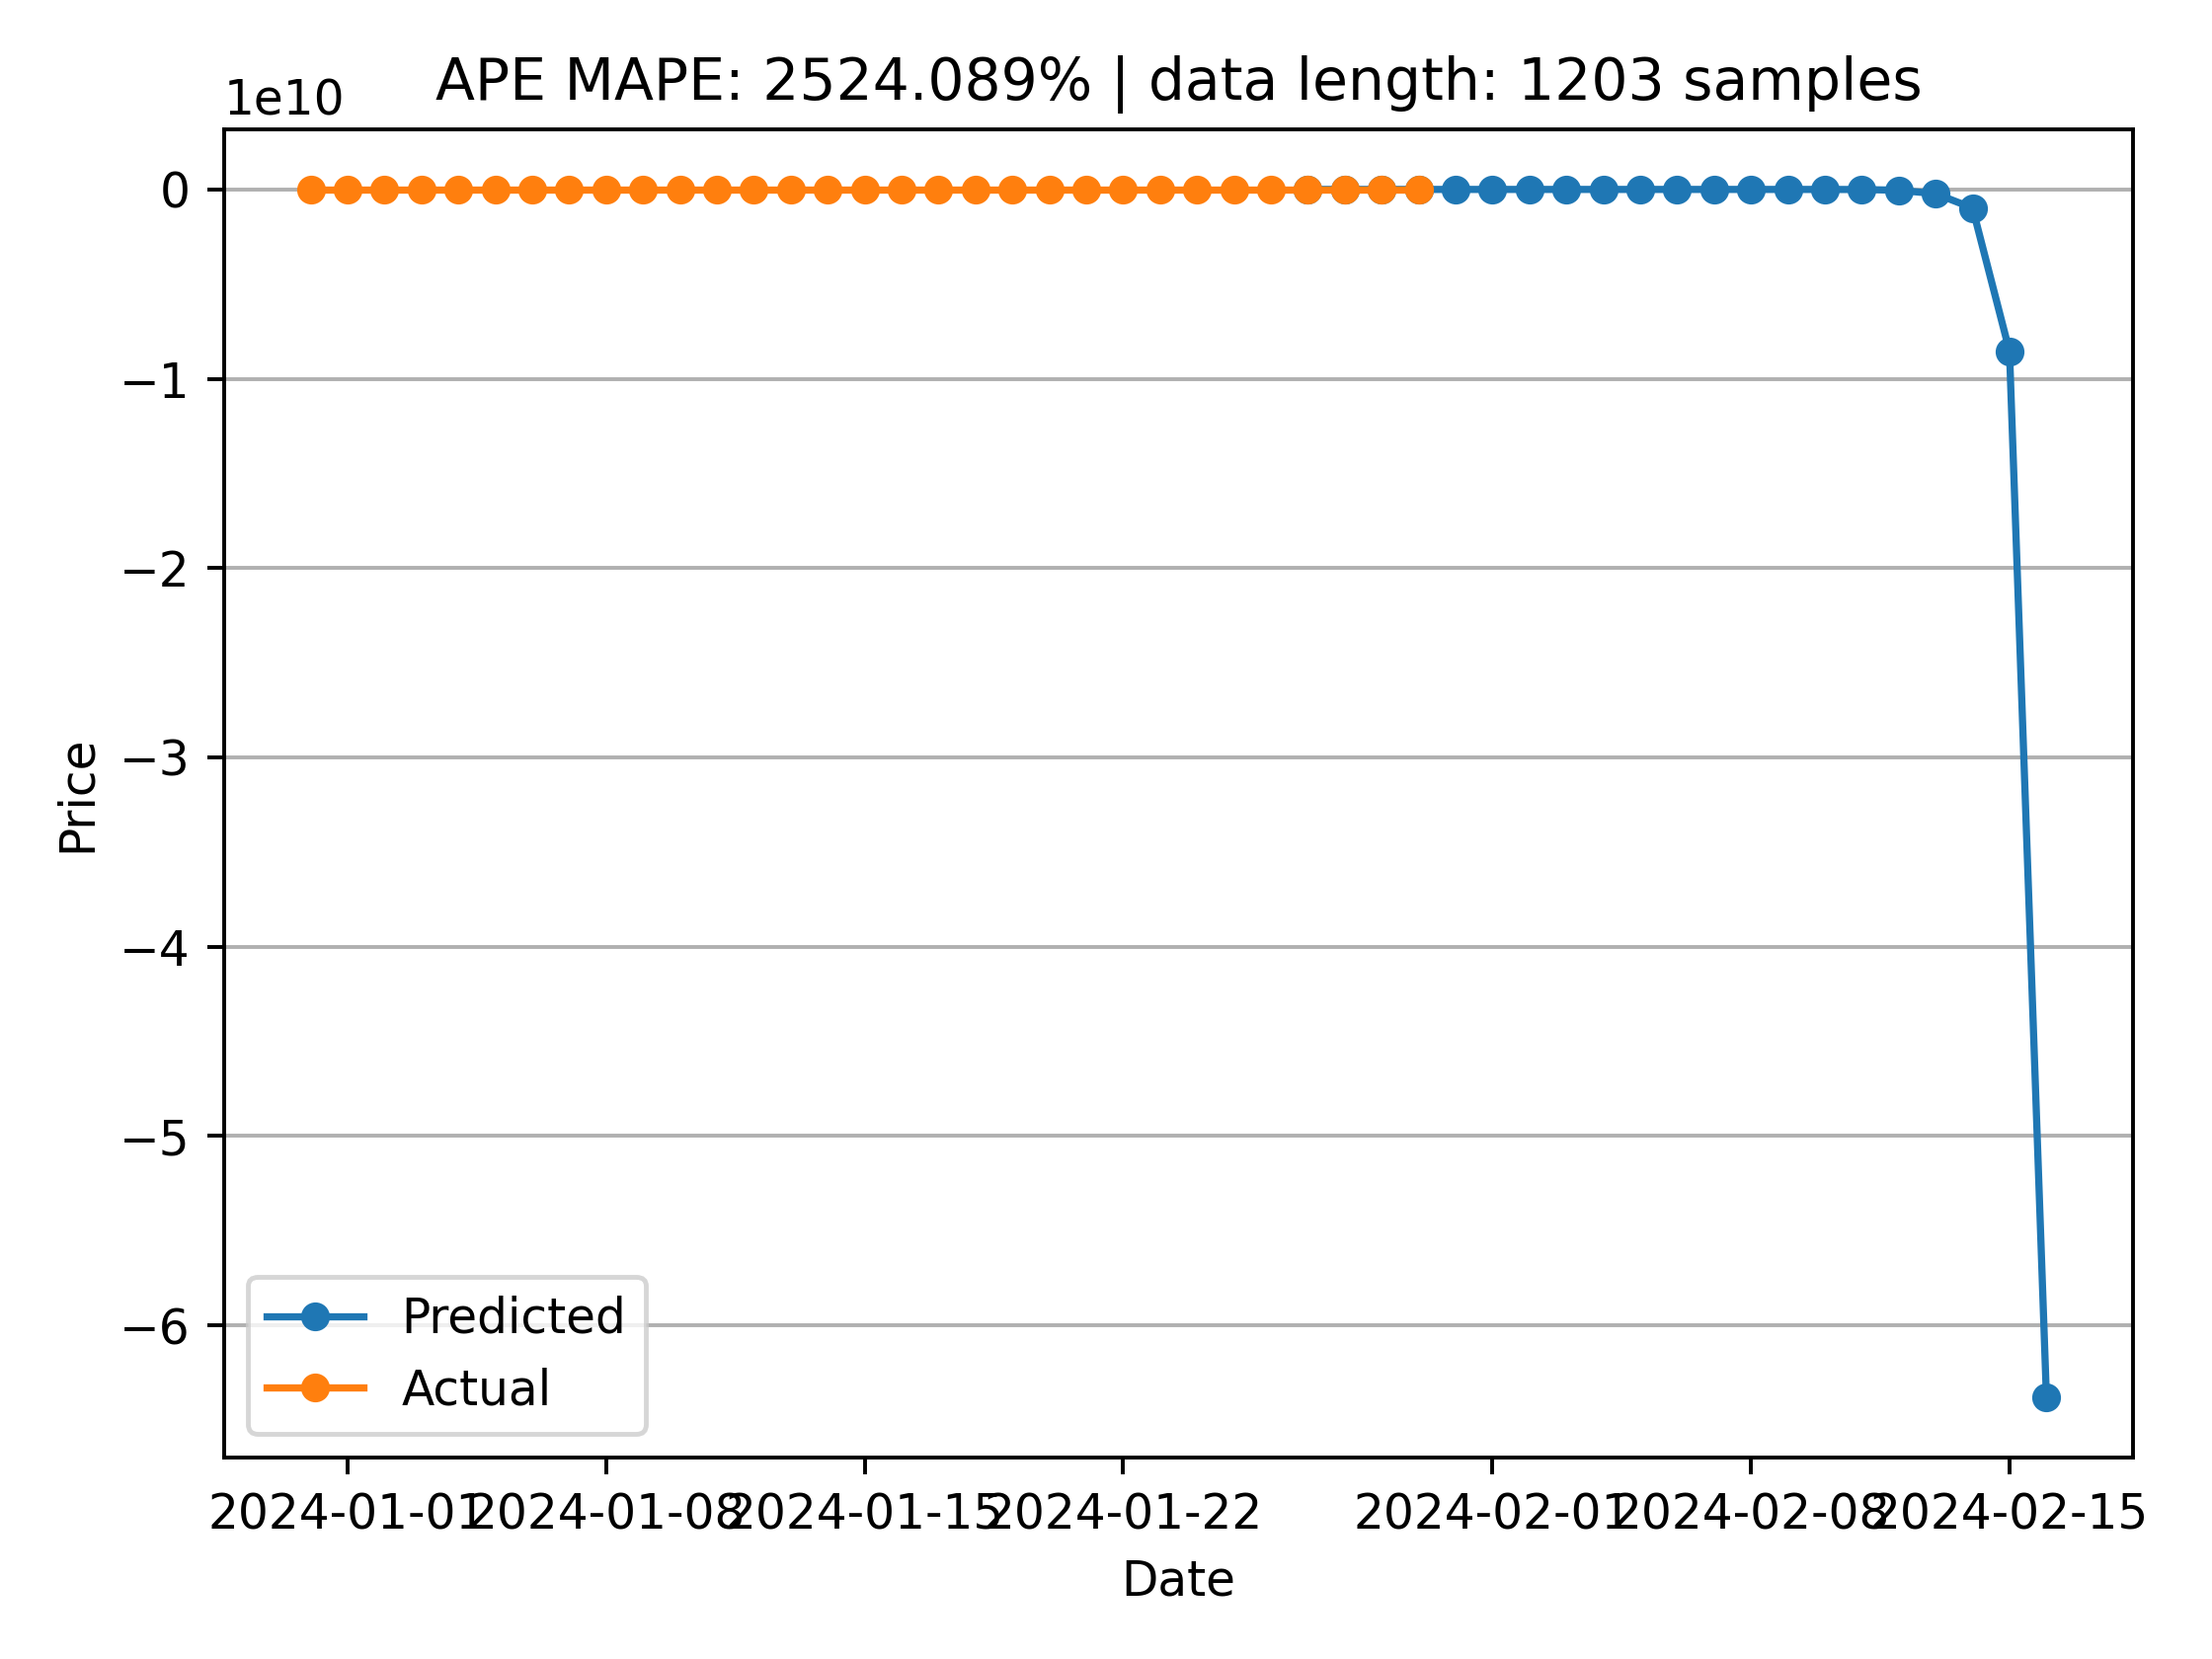 APE MAPE: 2524.089% | data length: 1203 samples
1e10
0
−1
−2
−3
−4
−5
−6
Price
Predicted
Actual
2024-01-01 2024-01-08 2024-01-15 2024-01-22 2024-02-01 2024-02-08 2024-02-15
Date